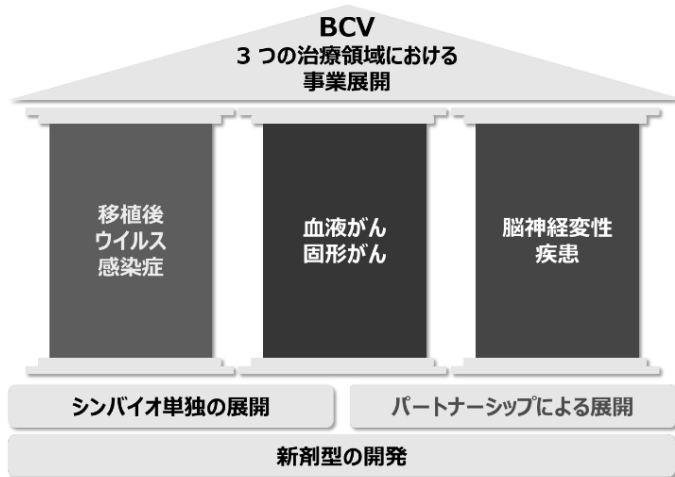 BCV
3 つの治療領域における
事業展開
移植後
ウイルス
感染症
血液がん
固形がん
脳神経変性
疾患
シンバイオ単独の展開
パートナーシップによる展開
新剤型の開発